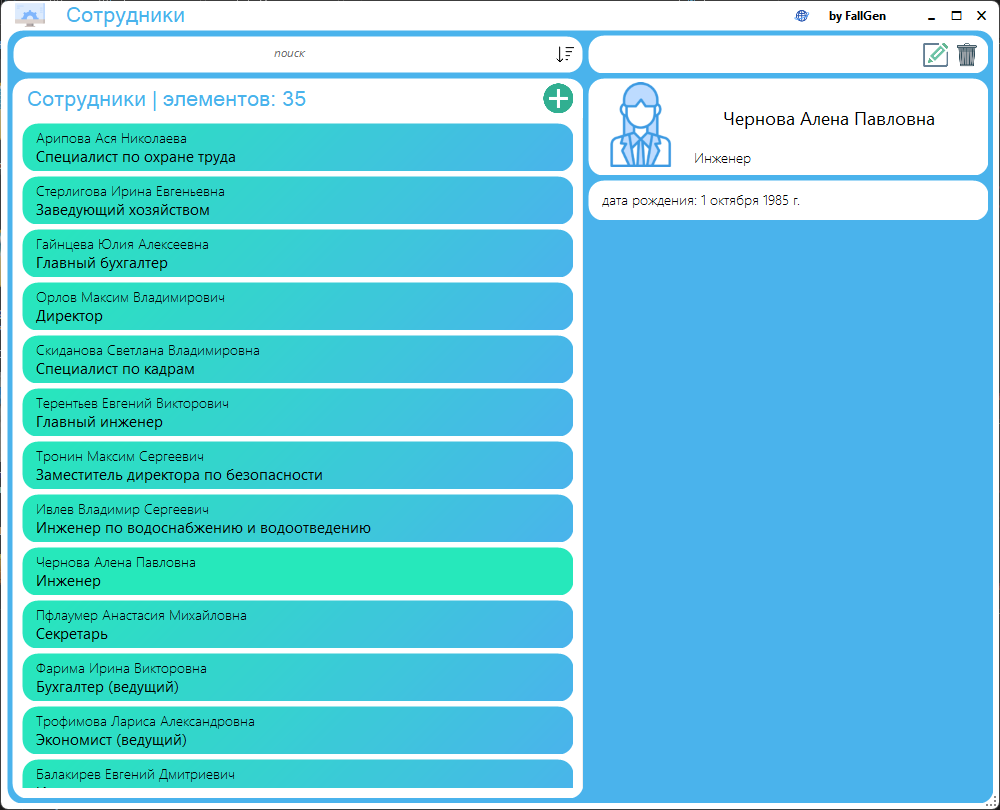 Сотрудники
by FallGen
поиск
Сотрудники | элементов: 35
Арипова Ася Николаева
Специалист по охране труда
Стерлигова Ирина Евгеньевна
Заведующий хозяйством
Гайнцева Юлия Алексеевна
Главный бухгалтер
Орлов Максим Владимирович
Директор
Скиданова Светлана Владимировна
Специалист по кадрам
Терентьев Евгений Викторович
Главный инженер
Тронин Максим Сергеевич
Заместитель директора по безопасности
Ивлев Владимир Сергеевич
Инженер по водоснабжению и водоотведению
Чернова Алена Павловна
Инженер
Пфлаумер Анастасия Михайловна
Секретарь
Фарима Ирина Викторовна
Бухгалтер (ведущий)
Трофимова Лариса Александровна
Экономист (ведущий)
Балакирев Евгений Дмитриевич
Чернова Алена Павловна
Инженер
дата рождения: 1 октября 1985 г.